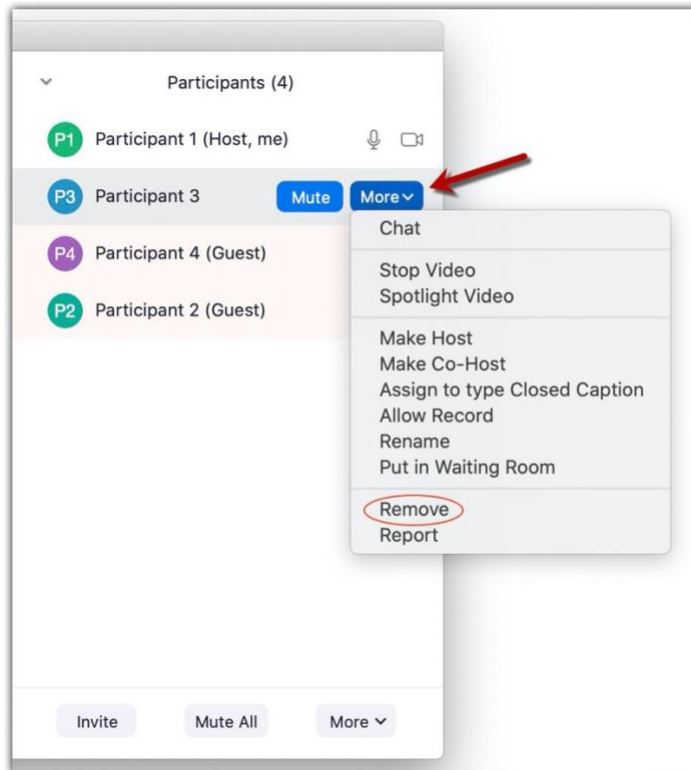 Participants (4)
P1 Participant 1 (Host, me)
P3 Participant 3 Mute More
P4 Participant 4 (Guest)
P2 Participant 2 (Guest)
Chat
Stop Video
Spotlight Video
Make Host
Make Co-Host
Assign to type Closed Caption
Allow Record
Rename
Put in Waiting Room
Remove
Report
Invite Mute All More